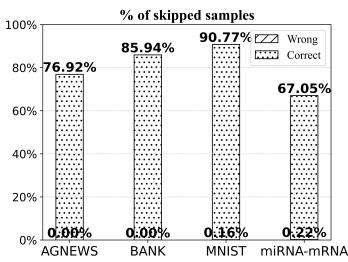 % of skipped samples
100%
80%
60%
40%
20%
0%
76.92%
85.94%
90.77%
67.05%
0.00%
0.00%
0.16%
0.22%
Wrong
Correct
AGNEWS
BANK
MNIST
miRNA-mRNA